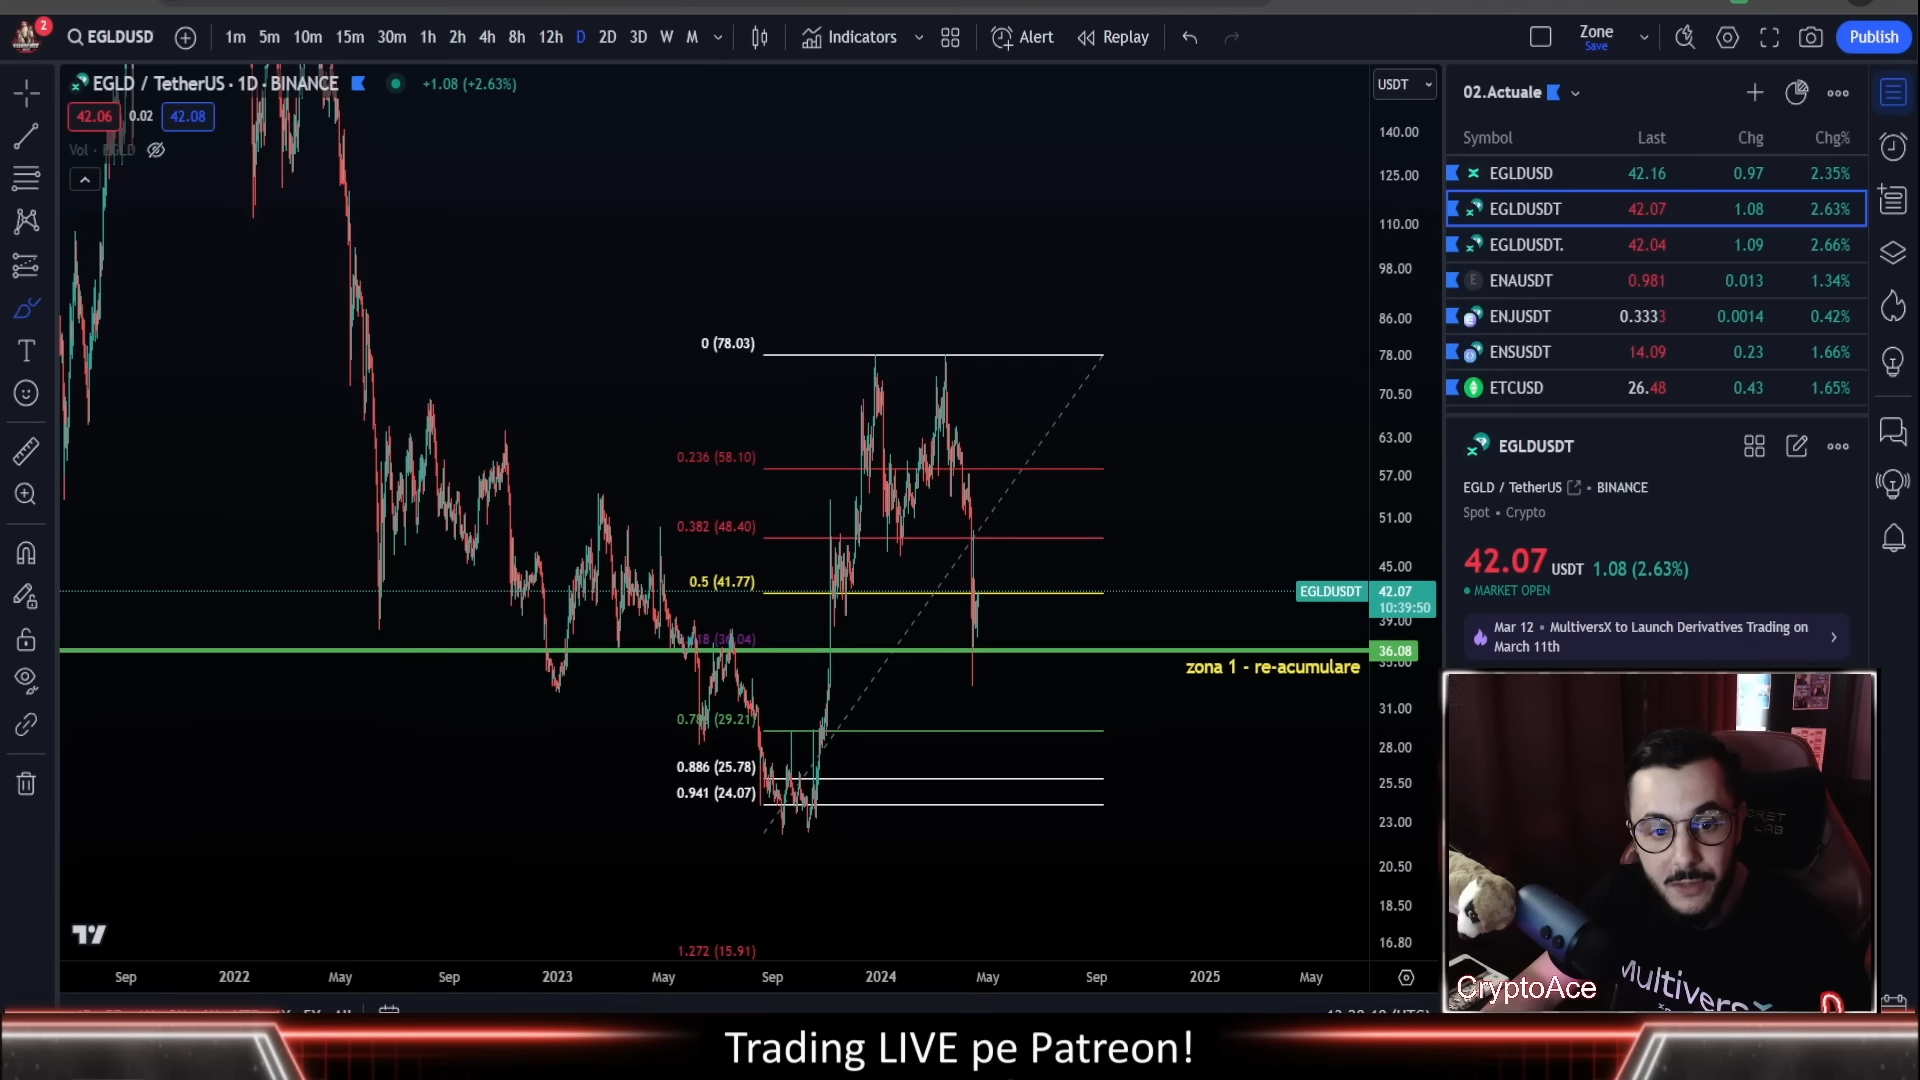 2
EGLDUSD
1m 5m 10m 15m 30m 1h 2h 4h 8h 12h D 2D 3D W M
Indicators
Alert
Replay
Zone
Save
Publish
EGLD / TetherUS · 1D · BINANCE
+1.08 (+2.63%)
42.06 0.02 42.08
Vol · EGLD
USDT
140.00
125.00
110.00
98.00
86.00
78.00
70.50
63.00
57.00
51.00
45.00
EGLDUSDT 42.07
10:39:50
39.00
36.08
35.00
31.00
28.00
25.50
23.00
20.50
18.50
16.80
0 (78.03)
0.236 (58.10)
0.382 (48.40)
0.5 (41.77)
zona 1 - re-acumulare
0.886 (25.78)
0.941 (24.07)
1.272 (15.91)
Sep 2022 May Sep 2023 May Sep 2024 May Sep 2025 May
02.Actuale
Symbol Last Chg Chg%
EGLDUSD 42.16 0.97 2.35%
EGLDUSDT 42.07 1.08 2.63%
EGLDUSDT. 42.04 1.09 2.66%
ENAUSDT 0.981 0.013 1.34%
ENJUSDT 0.3333 0.0014 0.42%
ENSUSDT 14.09 0.23 1.66%
ETCUSD 26.48 0.43 1.65%
EGLDUSDT
EGLD / TetherUS • BINANCE
Spot • Crypto
42.07 USDT 1.08 (2.63%)
MARKET OPEN
Mar 12 • MultiversX to Launch Derivatives Trading on
March 11th
CryptoAce
Trading LIVE pe Patreon!